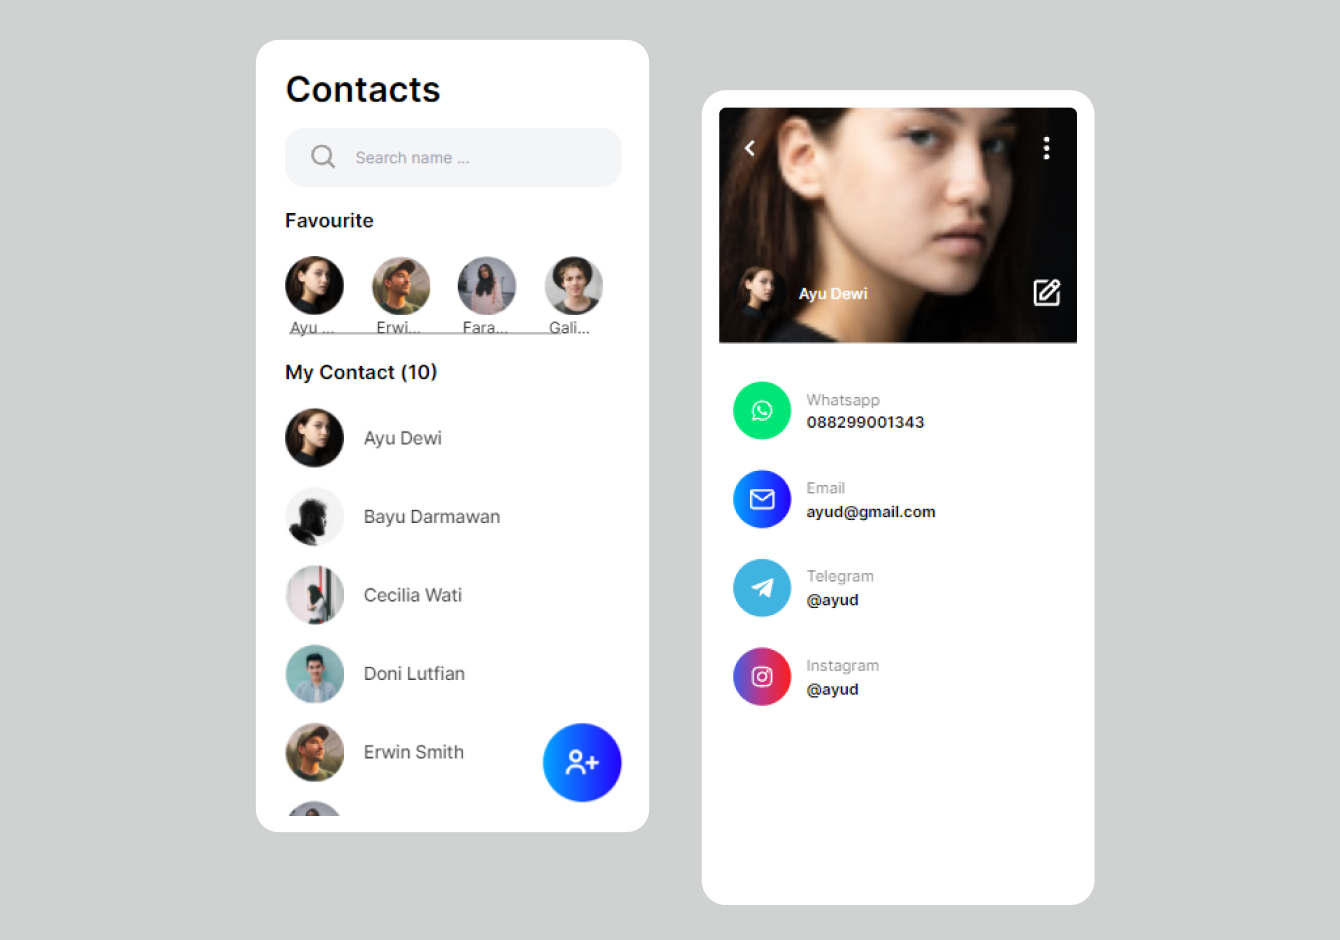 Contacts
Search name ...
Favourite
Ayu ... Erwi... Fara... Gali...
My Contact (10)
Ayu Dewi
Bayu Darmawan
Cecilia Wati
Doni Lutfian
Erwin Smith
Ayu Dewi
Whatsapp
088299001343
Email
ayud@gmail.com
Telegram
@ayud
Instagram
@ayud